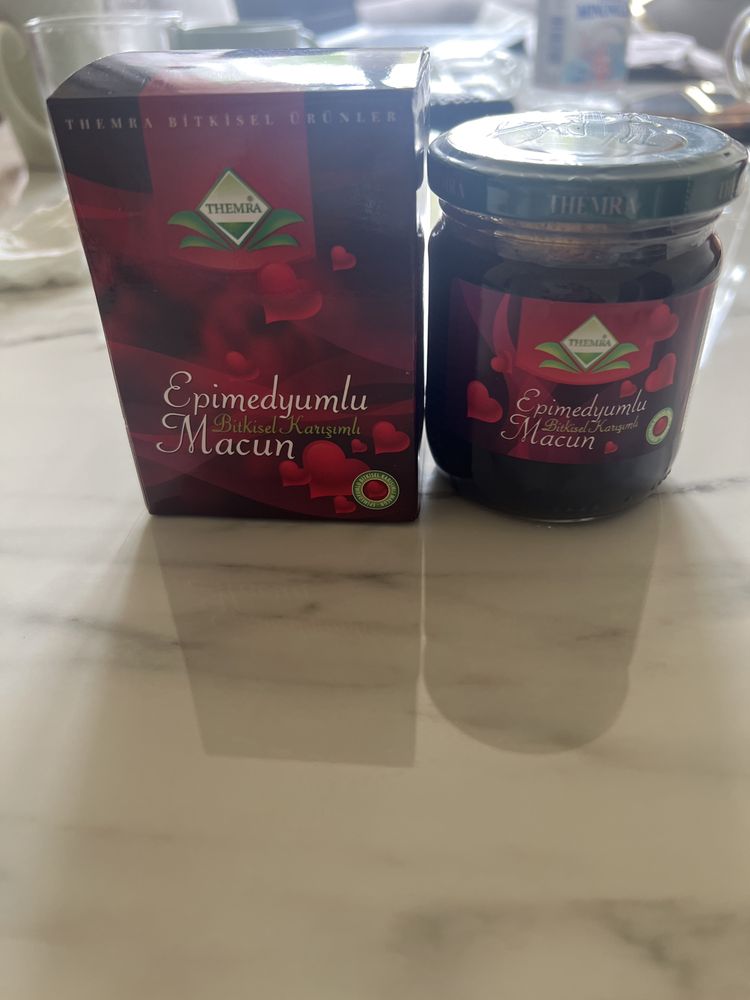 THEMRA BİTKİSEL ÜRÜNLER
THEMRA
Epimedyumlu
Bitkisel Karışımlı
Macun
THEMRA
THEMRA
Epimedyumlu
Bitkisel Karışımlı
Macun